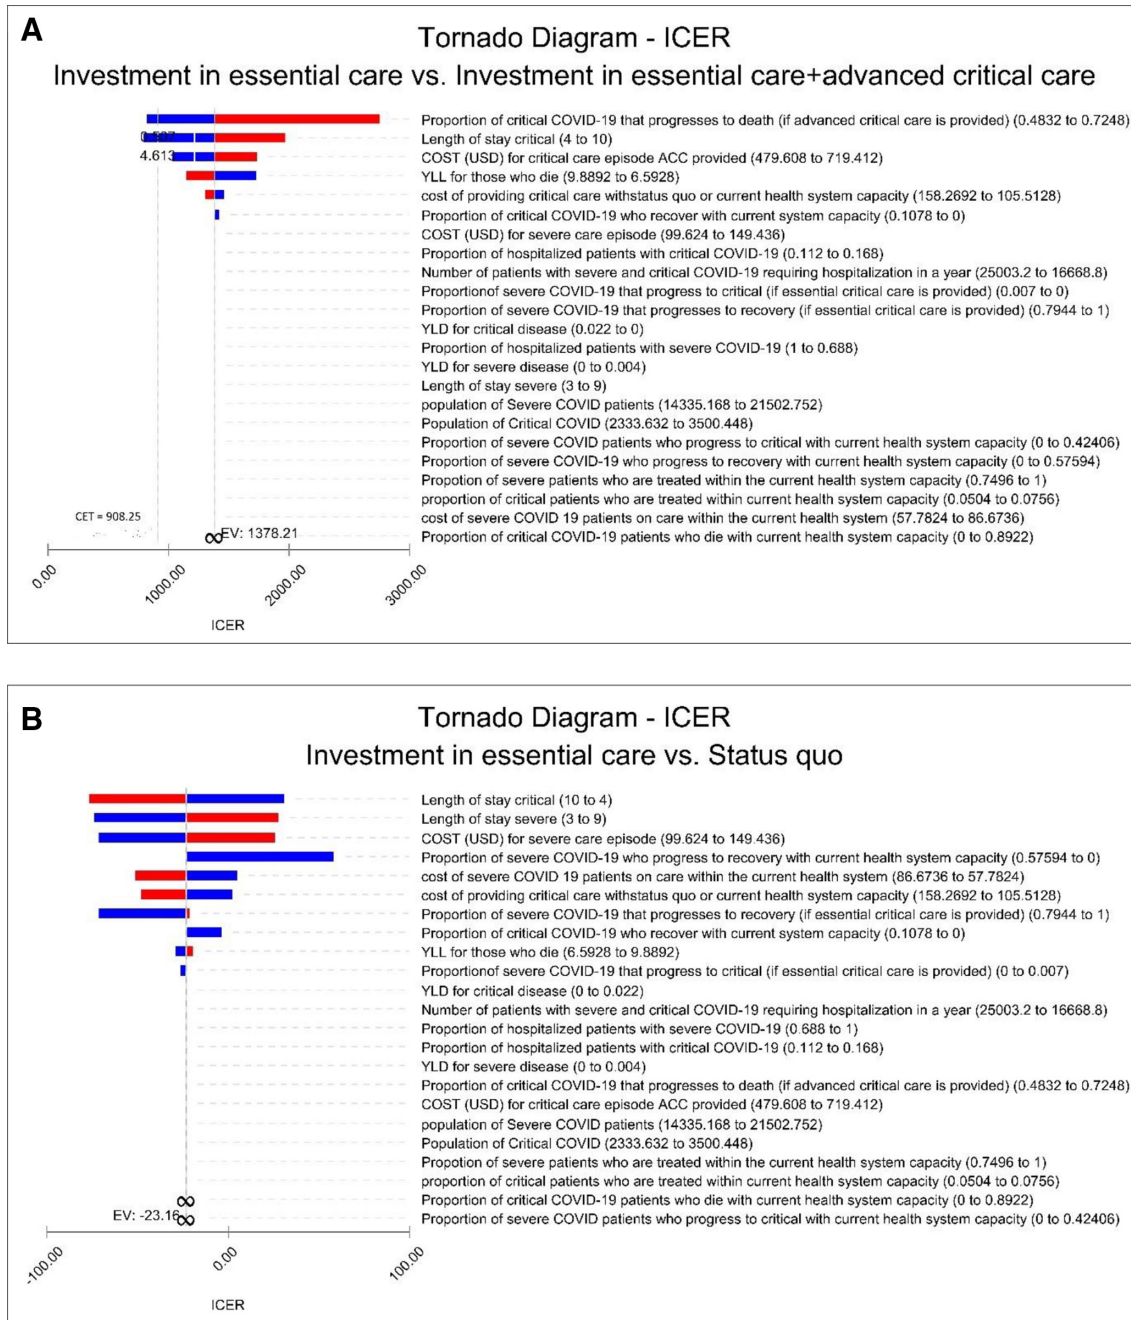 A
Tornado Diagram - ICER
Investment in essential care vs. Investment in essential care+advanced critical care
Proportion of critical COVID-19 that progresses to death (if advanced critical care is provided) (0.4832 to 0.7248)
Length of stay critical (4 to 10)
4.613
COST (USD) for critical care episode ACC provided (479.608 to 719.412)
YLL for those who die (9.8892 to 6.5928)
cost of providing critical care withstatus quo or current health system capacity (158.2692 to 105.5128)
Proportion of critical COVID-19 who recover with current system capacity (0.1078 to 0)
COST (USD) for severe care episode (99.624 to 149.436)
Proportion of hospitalized patients with critical COVID-19 (0.112 to 0.168)
Number of patients with severe and critical COVID-19 requiring hospitalization in a year (25003.2 to 16668.8)
Proportionof severe COVID-19 that progress to critical (if essential critical care is provided) (0.007 to 0)
Proportion of severe COVID-19 that progresses to recovery (if essential critical care is provided) (0.7944 to 1)
YLD for critical disease (0.022 to 0)
Proportion of hospitalized patients with severe COVID-19 (1 to 0.688)
YLD for severe disease (0 to 0.004)
Length of stay severe (3 to 9)
population of Severe COVID patients (14335.168 to 21502.752)
Population of Critical COVID (2333.632 to 3500.448)
Proportion of severe COVID patients who progress to critical with current health system capacity (0 to 0.42406)
Proportion of severe COVID-19 who progress to recovery with current health system capacity (0 to 0.57594)
Propotion of severe patients who are treated within the current health system capacity (0.7496 to 1)
proportion of critical patients who are treated within current health system capacity (0.0504 to 0.0756)
CET = 908.25
cost of severe COVID 19 patients on care within the current health system (57.7824 to 86.6736)
∞ EV: 1378.21
Proportion of critical COVID-19 patients who die with current health system capacity (0 to 0.8922)
0.00 1000.00 2000.00 3000.00
ICER
B
Tornado Diagram - ICER
Investment in essential care vs. Status quo
Length of stay critical (10 to 4)
Length of stay severe (3 to 9)
COST (USD) for severe care episode (99.624 to 149.436)
Proportion of severe COVID-19 who progress to recovery with current health system capacity (0.57594 to 0)
cost of severe COVID 19 patients on care within the current health system (86.6736 to 57.7824)
cost of providing critical care withstatus quo or current health system capacity (158.2692 to 105.5128)
Proportion of severe COVID-19 that progresses to recovery (if essential critical care is provided) (0.7944 to 1)
Proportion of critical COVID-19 who recover with current system capacity (0.1078 to 0)
YLL for those who die (6.5928 to 9.8892)
Proportionof severe COVID-19 that progress to critical (if essential critical care is provided) (0 to 0.007)
YLD for critical disease (0 to 0.022)
Number of patients with severe and critical COVID-19 requiring hospitalization in a year (25003.2 to 16668.8)
Proportion of hospitalized patients with severe COVID-19 (0.688 to 1)
Proportion of hospitalized patients with critical COVID-19 (0.112 to 0.168)
YLD for severe disease (0 to 0.004)
Proportion of critical COVID-19 that progresses to death (if advanced critical care is provided) (0.4832 to 0.7248)
COST (USD) for critical care episode ACC provided (479.608 to 719.412)
population of Severe COVID patients (14335.168 to 21502.752)
Population of Critical COVID (2333.632 to 3500.448)
Propotion of severe patients who are treated within the current health system capacity (0.7496 to 1)
proportion of critical patients who are treated within current health system capacity (0.0504 to 0.0756)
∞
Proportion of critical COVID-19 patients who die with current health system capacity (0 to 0.8922)
EV: -23.16 ∞
Proportion of severe COVID patients who progress to critical with current health system capacity (0 to 0.42406)
-100.00 0.00 100.00
ICER